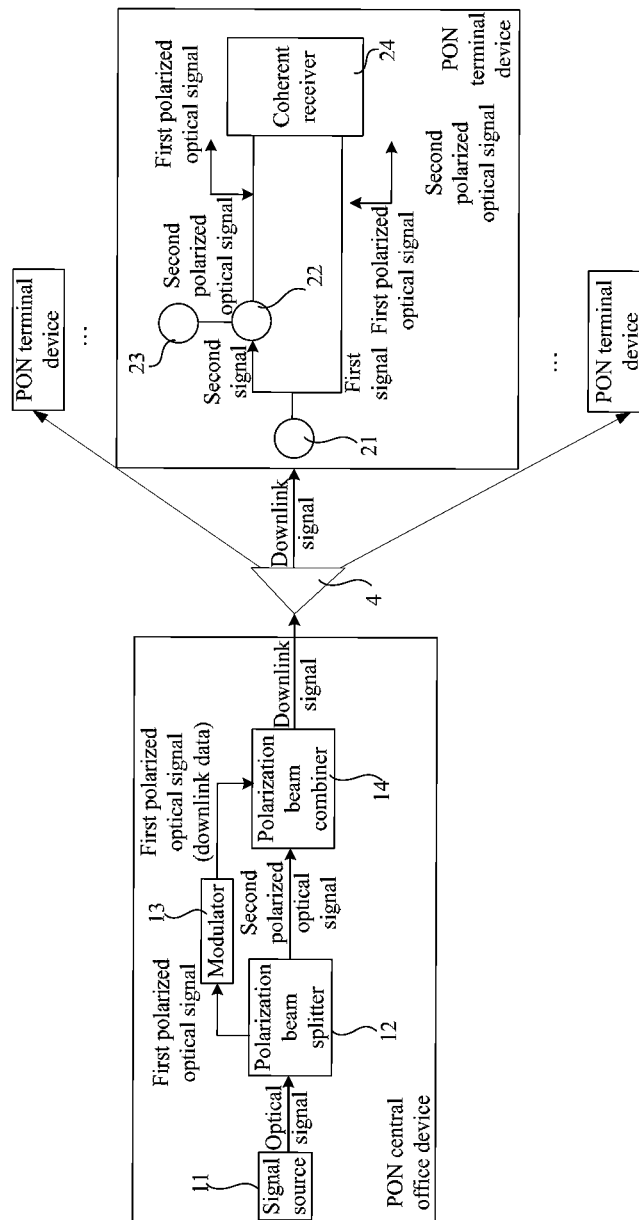 11
Signal
source
Optical
signal
Polarization
beam
splitter
12
First polarized
optical signal
13
Modulator
Second
polarized
optical
signal
First polarized
optical signal
(downlink data)
Polarization
beam
combiner
14
PON central
office device
Downlink
signal
4
Downlink
signal
PON terminal
device
...
21
23
Second
signal
22
Second
polarized
optical signal
First polarized
optical signal
First
signal
First polarized
optical signal
Second
polarized
optical signal
Coherent
receiver
24
PON
terminal
device
...
PON terminal
device